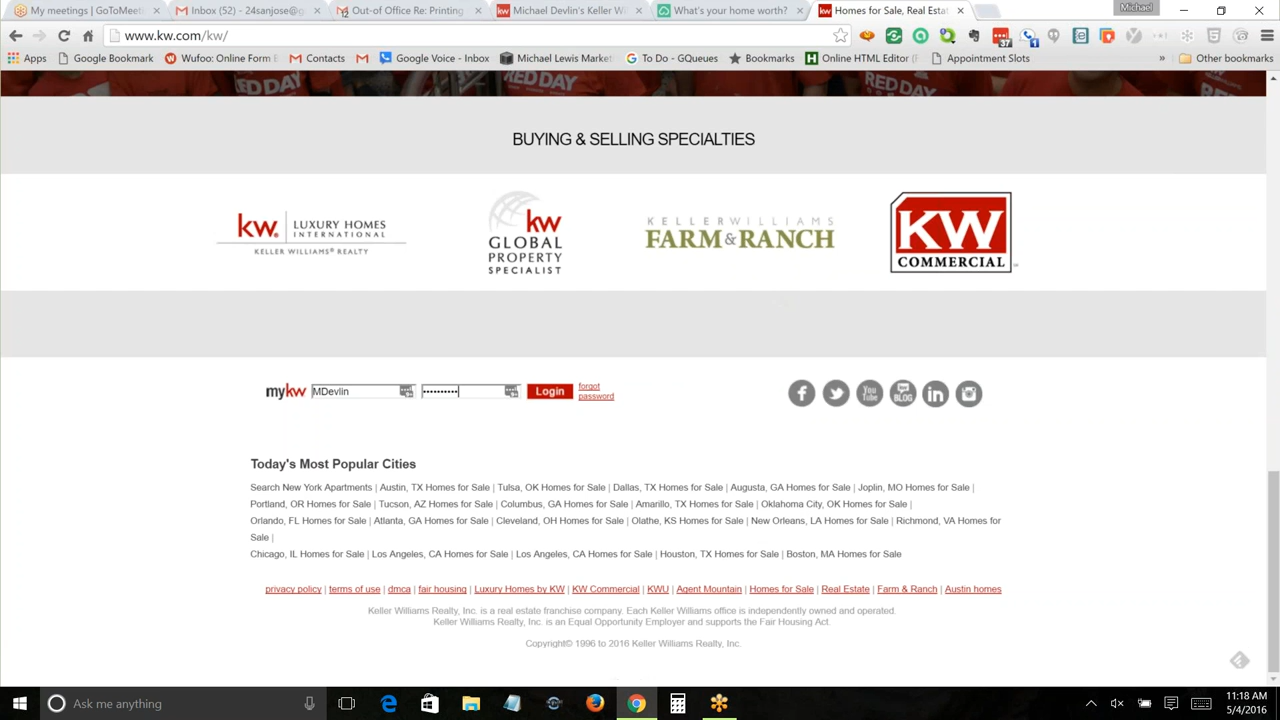 My meetings | GoToMeeti
Inbox (52) - 24sanjose@g
Out-of Office Re: Printing
Michael Devlin's Keller Wi
What's your home worth?
Homes for Sale, Real Esta
Michael
www.kw.com/kw/
37
Apps
Google Bookmark
Wufoo: Online Form B
Contacts
Google Voice - Inbox
Michael Lewis Market
To Do - GQueues
Bookmarks
Online HTML Editor (F
Appointment Slots
»
Other bookmarks
RED DAY
RED DAY
BUYING & SELLING SPECIALTIES
kw. LUXURY HOMES
INTERNATIONAL
KELLER WILLIAMS® REALTY
kw
GLOBAL
PROPERTY
SPECIALIST
KELLERWILLIAMS
FARM&RANCH
KW
COMMERCIAL
mykw MDevlin •••••••••• Login forgot
password
You
Tube
BLOG
in
Today's Most Popular Cities
Search New York Apartments | Austin, TX Homes for Sale | Tulsa, OK Homes for Sale | Dallas, TX Homes for Sale | Augusta, GA Homes for Sale | Joplin, MO Homes for Sale |
Portland, OR Homes for Sale | Tucson, AZ Homes for Sale | Columbus, GA Homes for Sale | Amarillo, TX Homes for Sale | Oklahoma City, OK Homes for Sale |
Orlando, FL Homes for Sale | Atlanta, GA Homes for Sale | Cleveland, OH Homes for Sale | Olathe, KS Homes for Sale | New Orleans, LA Homes for Sale | Richmond, VA Homes for
Sale |
Chicago, IL Homes for Sale | Los Angeles, CA Homes for Sale | Los Angeles, CA Homes for Sale | Houston, TX Homes for Sale | Boston, MA Homes for Sale
privacy policy | terms of use | dmca | fair housing | Luxury Homes by KW | KW Commercial | KWU | Agent Mountain | Homes for Sale | Real Estate | Farm & Ranch | Austin homes
Keller Williams Realty, Inc. is a real estate franchise company. Each Keller Williams office is independently owned and operated.
Keller Williams Realty, Inc. is an Equal Opportunity Employer and supports the Fair Housing Act.
Copyright© 1996 to 2016 Keller Williams Realty, Inc.
Ask me anything
11:18 AM
5/4/2016